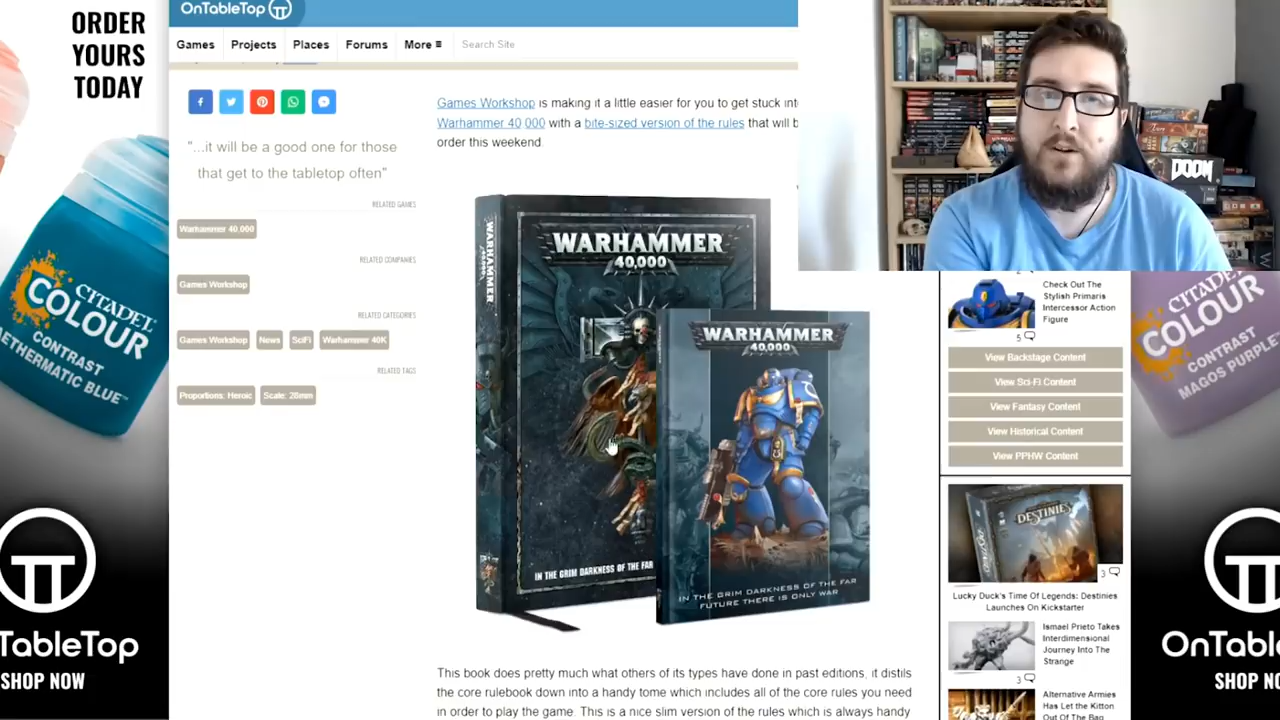 ORDER
YOURS
TODAY
CITADEL
COLOUR
CONTRAST
AETHERMATIC BLUE™
TableTop
SHOP NOW
OnTableTop
Games
Projects
Places
Forums
More ≡
Search Site
"...it will be a good one for those
that get to the tabletop often"
RELATED GAMES
Warhammer 40,000
RELATED COMPANIES
Games Workshop
RELATED CATEGORIES
Games Workshop
News
SciFi
Warhammer 40K
RELATED TAGS
Proportions: Heroic
Scale: 28mm
Games Workshop is making it a little easier for you to get stuck
Warhammer 40,000 with a bite-sized version of the rules that will
order this weekend.
WARHAMMER
WARHAMMER
40,000
IN THE GRIM DARKNESS OF THE FAR
WARHAMMER
40,000
IN THE GRIM DARKNESS OF THE FAR
FUTURE THERE IS ONLY WAR
This book does pretty much what others of its types have done in past editions, it distils
the core rulebook down into a handy tome which includes all of the core rules you need
in order to play the game. This is a nice slim version of the rules which is always handy
DOOM
Check Out The
Stylish Primaris
Intercessor Action
Figure
5
View Backstage Content
View Sci-Fi Content
View Fantasy Content
View Historical Content
View PPHW Content
DESTINIES
3
Lucky Duck's Time Of Legends: Destinies
Launches On Kickstarter
Ismael Prieto Takes
Interdimensional
Journey Into The
Strange
3
Alternative Armies
Has Let the Kitton
Out Of The Bag
CITADEL
COLOUR
CONTRAST
MAGOS PURPLE
OnTable
SHOP